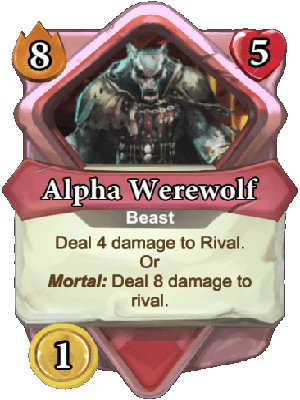 8
5
Alpha Werewolf
Beast
Deal 4 damage to Rival.
Or
Mortal: Deal 8 damage to
rival.
1